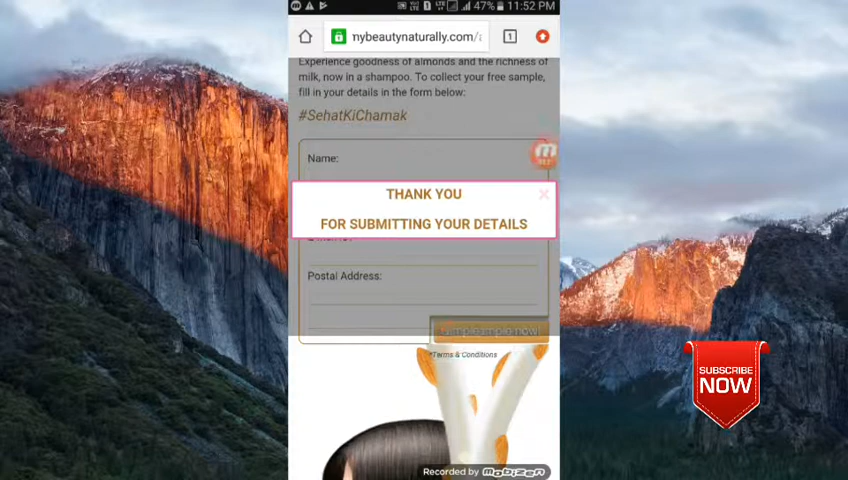 47% 11:52 PM
nybeautynaturally.com/
1
Experience goodness of almonds and the richness of
milk, now in a shampoo. To collect your free sample,
fill in your details in the form below:
#SehatKiChamak
Name:
THANK YOU
FOR SUBMITTING YOUR DETAILS
Postal Address:
*Terms & Conditions
SUBSCRIBE
NOW
Recorded by MOBIZEN